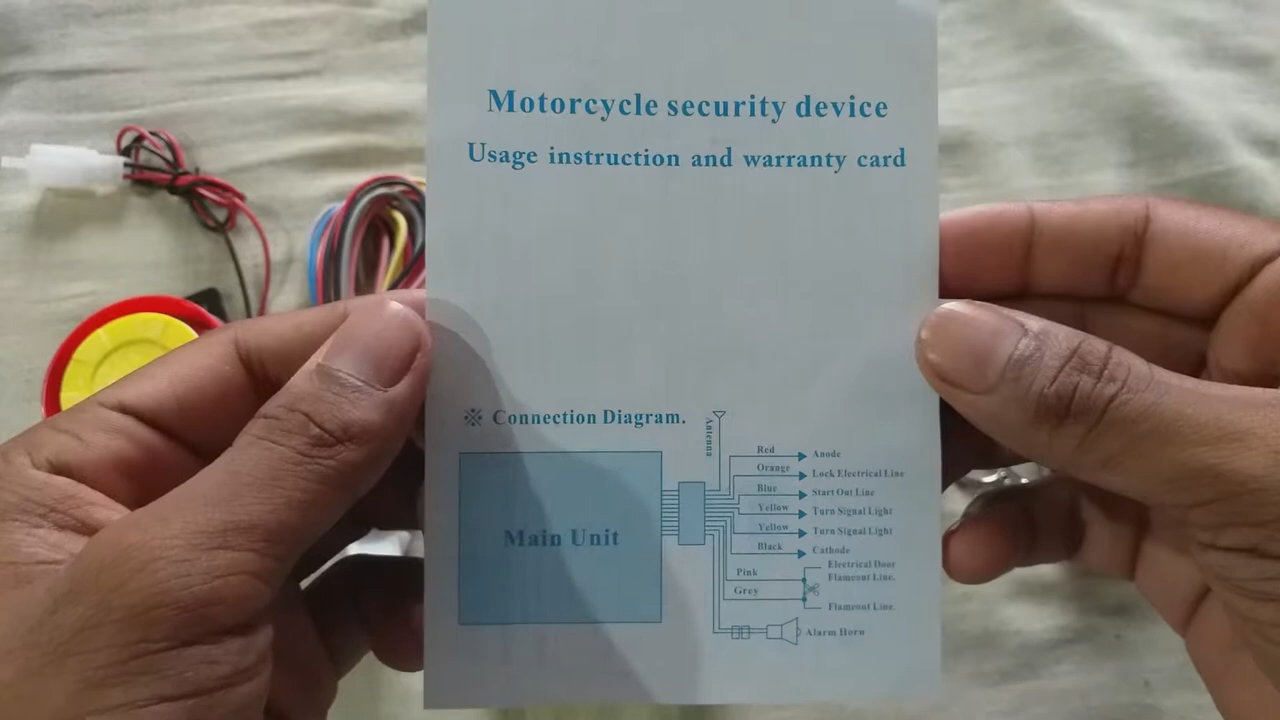 Motorcycle security device
Usage instruction and warranty card
※ Connection Diagram.
Antenna
Main Unit
Red Anode
Orange Lock Electrical Line
Blue Start Out Line
Yellow Turn Signal Light
Yellow Turn Signal Light
Black Cathode
Electrical Door
Pink Flameout Line.
Grey
Flameout Line.
Alarm Horn